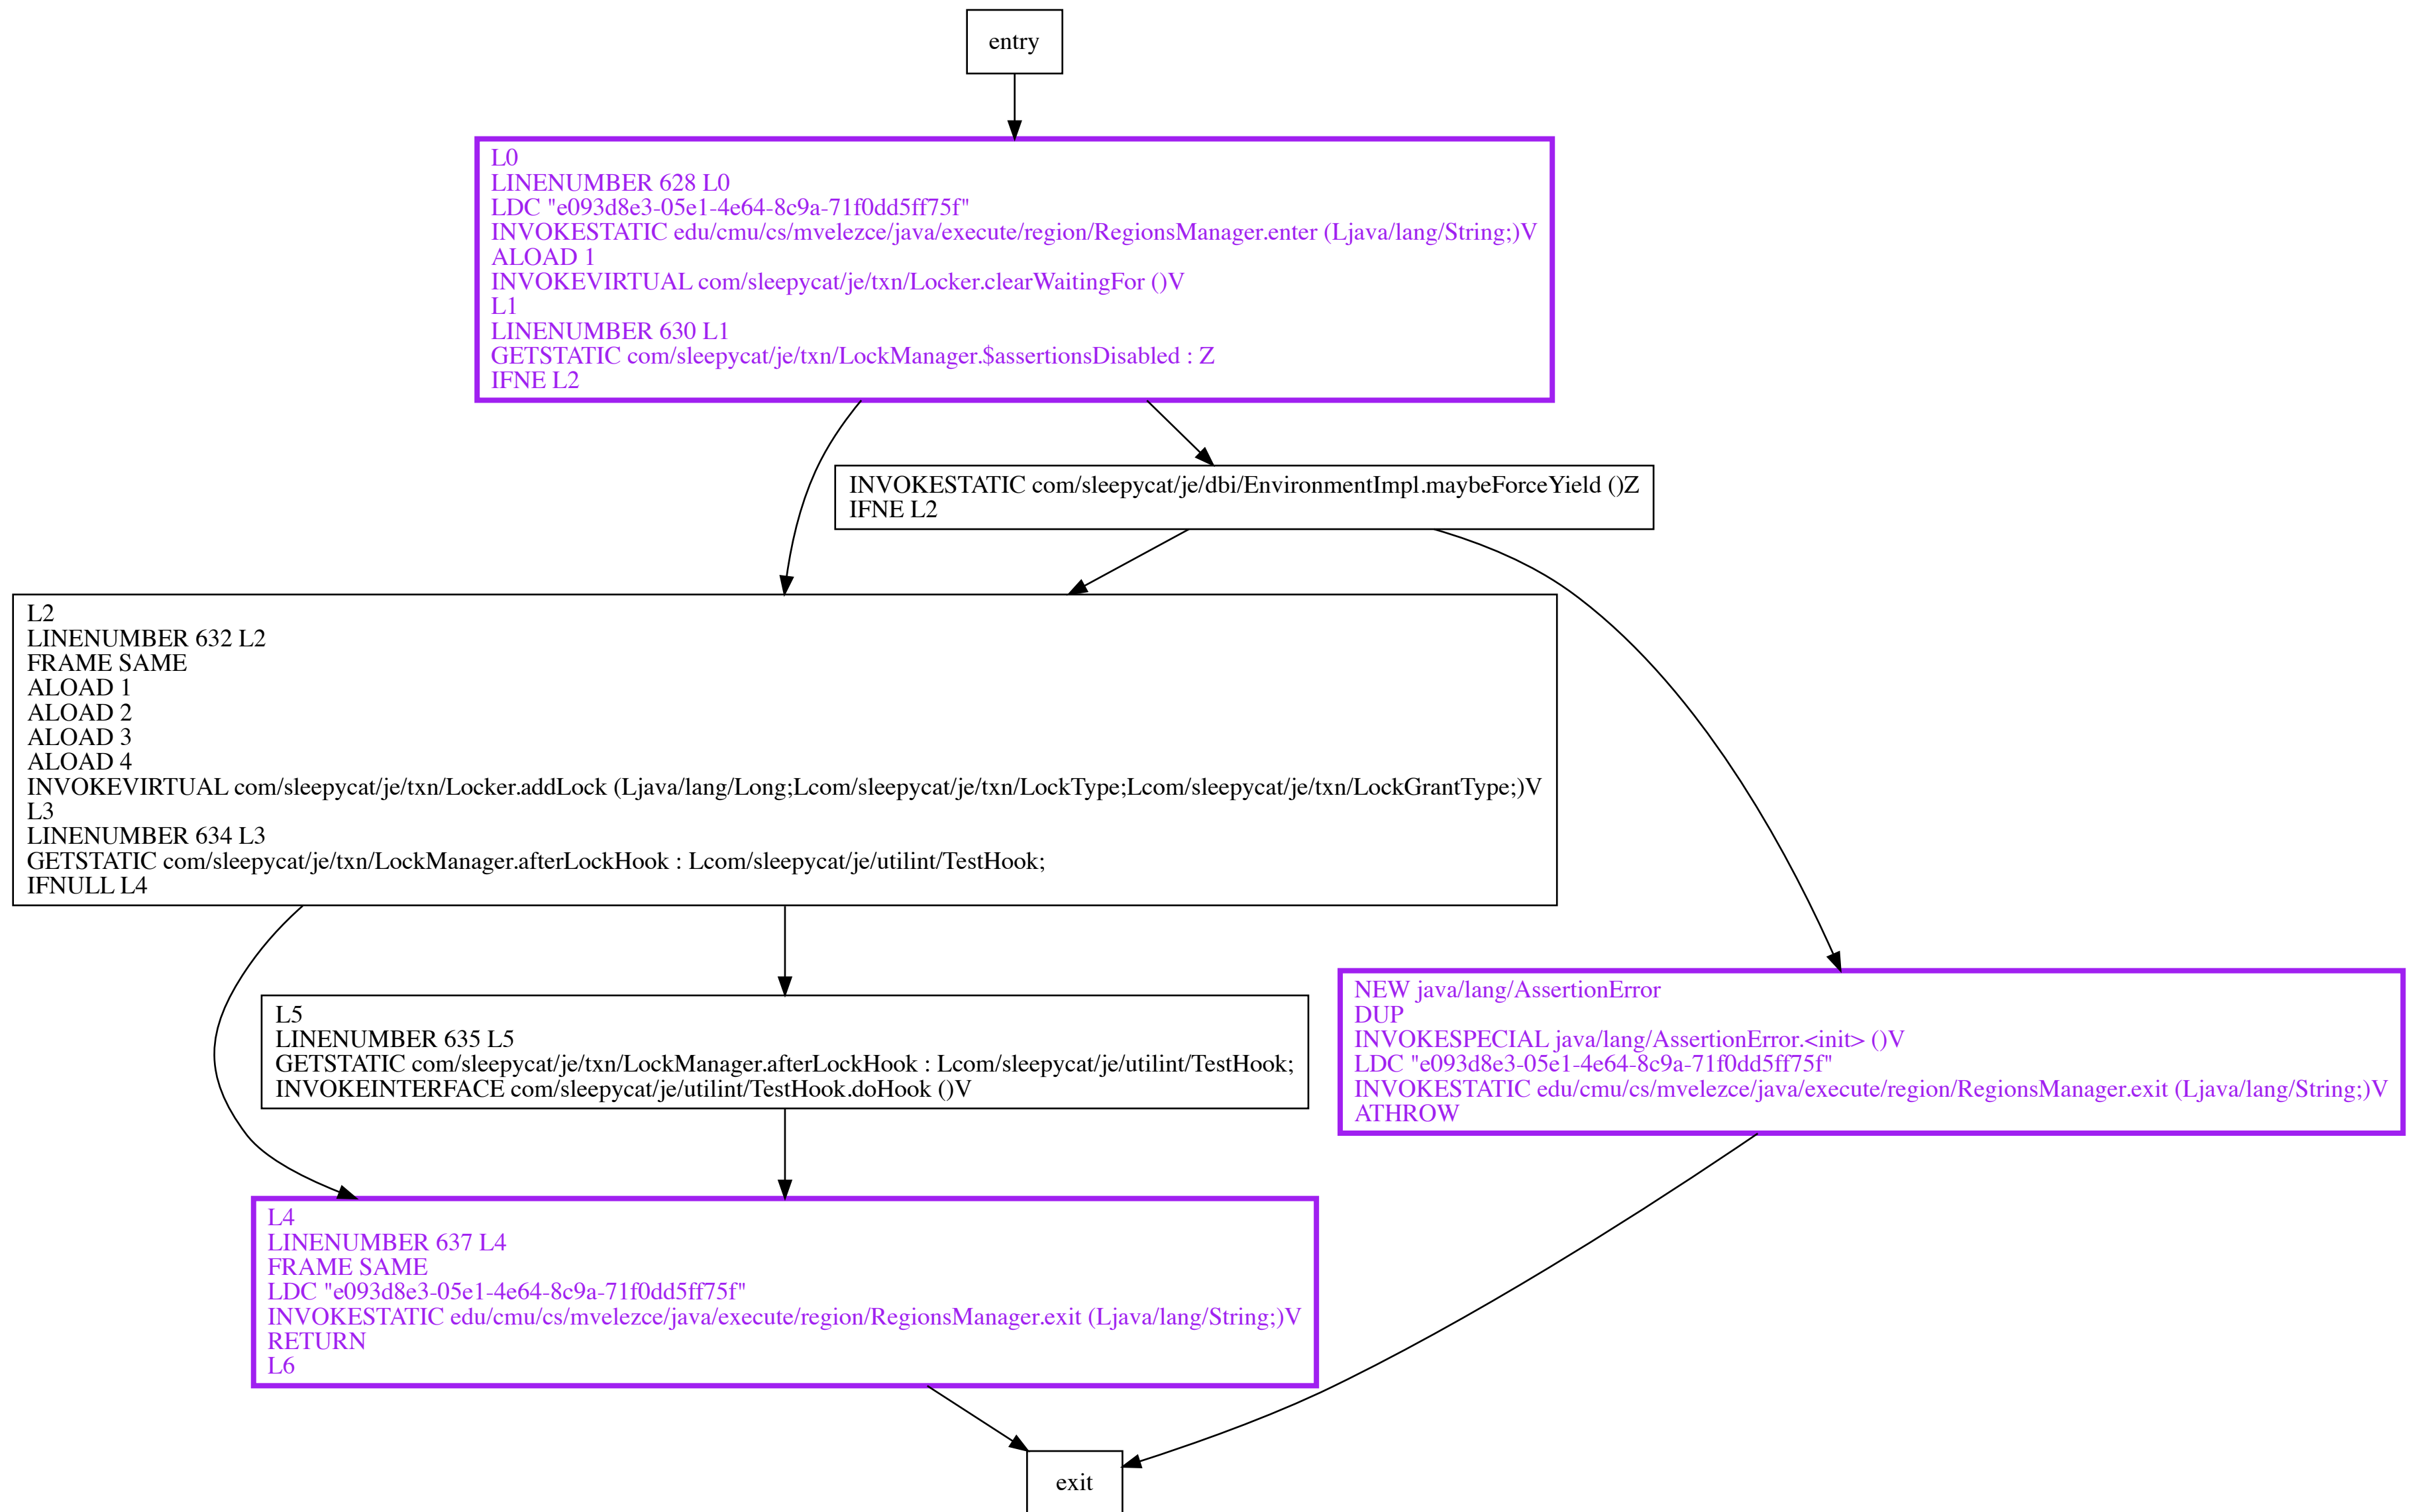 entry
L0
LINENUMBER 628 L0
LDC "e093d8e3-05e1-4e64-8c9a-71f0dd5ff75f"
INVOKESTATIC edu/cmu/cs/mvelezce/java/execute/region/RegionsManager.enter (Ljava/lang/String;)V
ALOAD 1
INVOKEVIRTUAL com/sleepycat/je/txn/Locker.clearWaitingFor ()V
L1
LINENUMBER 630 L1
GETSTATIC com/sleepycat/je/txn/LockManager.$assertionsDisabled : Z
IFNE L2
INVOKESTATIC com/sleepycat/je/dbi/EnvironmentImpl.maybeForceYield ()Z
IFNE L2
L2
LINENUMBER 632 L2
FRAME SAME
ALOAD 1
ALOAD 2
ALOAD 3
ALOAD 4
INVOKEVIRTUAL com/sleepycat/je/txn/Locker.addLock (Ljava/lang/Long;Lcom/sleepycat/je/txn/LockType;Lcom/sleepycat/je/txn/LockGrantType;)V
L3
LINENUMBER 634 L3
GETSTATIC com/sleepycat/je/txn/LockManager.afterLockHook : Lcom/sleepycat/je/utilint/TestHook;
IFNULL L4
L5
LINENUMBER 635 L5
GETSTATIC com/sleepycat/je/txn/LockManager.afterLockHook : Lcom/sleepycat/je/utilint/TestHook;
INVOKEINTERFACE com/sleepycat/je/utilint/TestHook.doHook ()V
NEW java/lang/AssertionError
DUP
INVOKESPECIAL java/lang/AssertionError.<init> ()V
LDC "e093d8e3-05e1-4e64-8c9a-71f0dd5ff75f"
INVOKESTATIC edu/cmu/cs/mvelezce/java/execute/region/RegionsManager.exit (Ljava/lang/String;)V
ATHROW
L4
LINENUMBER 637 L4
FRAME SAME
LDC "e093d8e3-05e1-4e64-8c9a-71f0dd5ff75f"
INVOKESTATIC edu/cmu/cs/mvelezce/java/execute/region/RegionsManager.exit (Ljava/lang/String;)V
RETURN
L6
exit